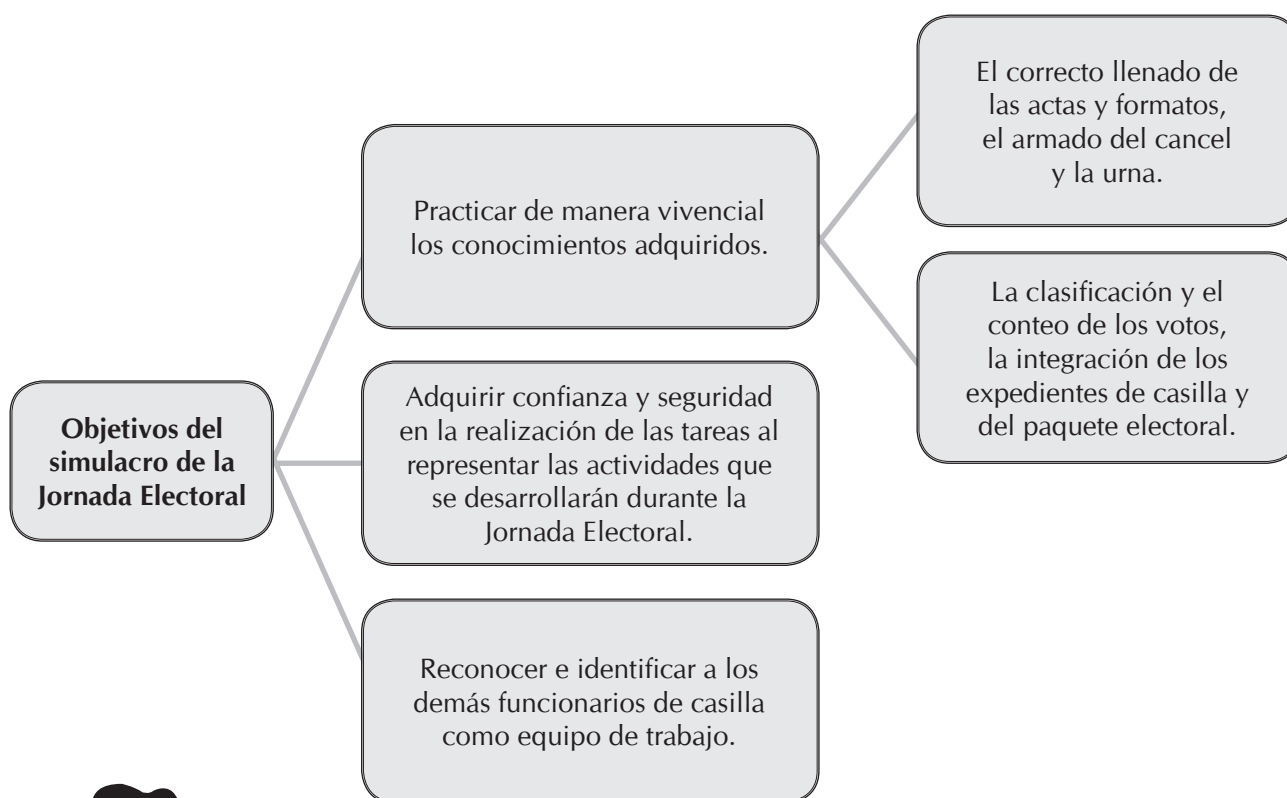 Objetivos del
simulacro de la
Jornada Electoral
Practicar de manera vivencial
los conocimientos adquiridos.
El correcto llenado de
las actas y formatos,
el armado del cancel
y la urna.
La clasificación y el
conteo de los votos,
la integración de los
expedientes de casilla y
del paquete electoral.
Adquirir confianza y seguridad
en la realización de las tareas al
representar las actividades que
se desarrollarán durante la
Jornada Electoral.
Reconocer e identificar a los
demás funcionarios de casilla
como equipo de trabajo.